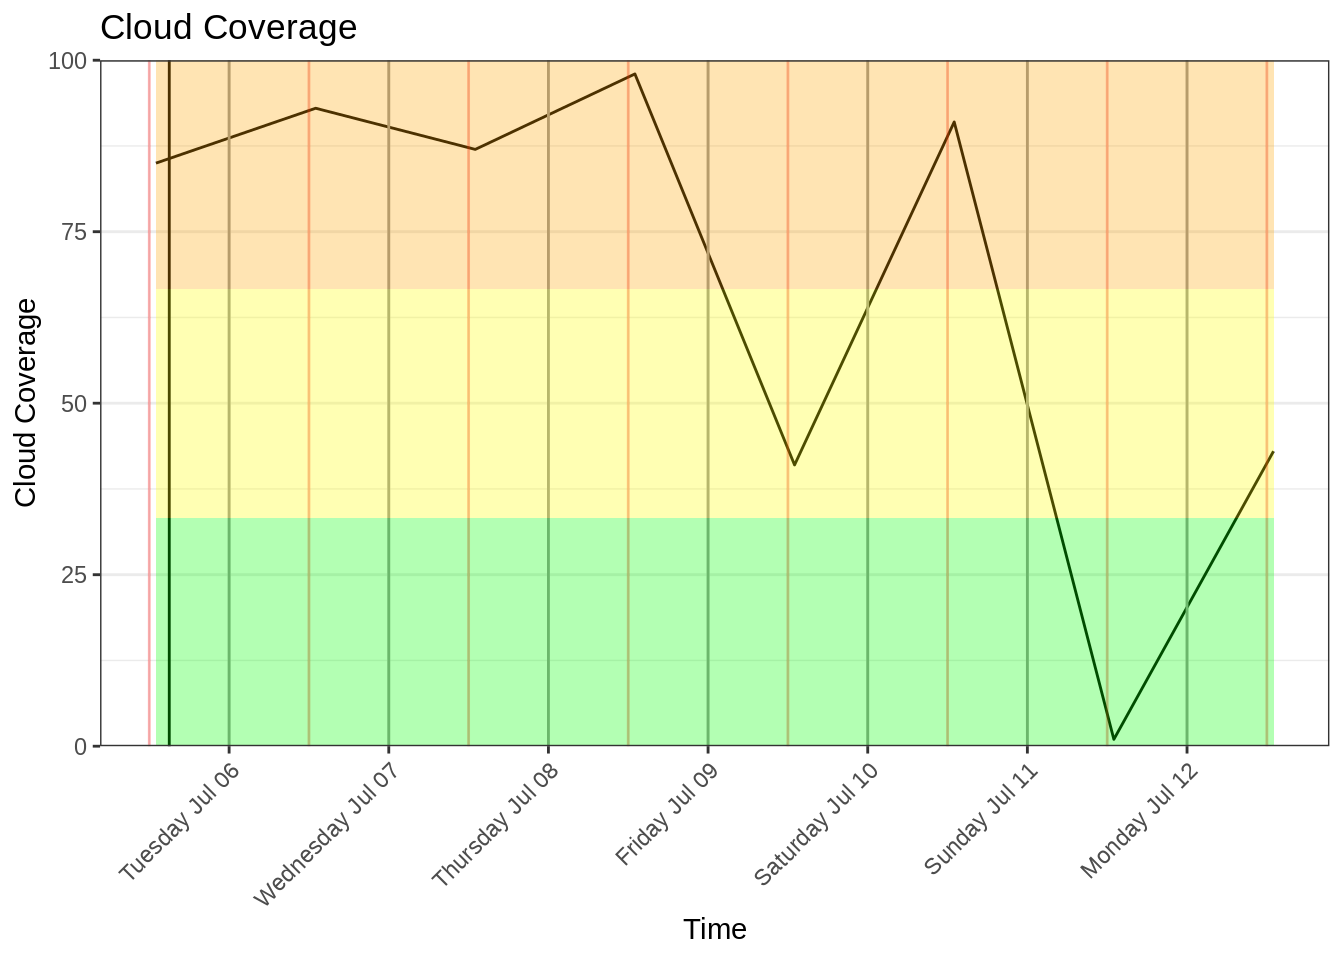 Cloud Coverage
100
75
50
25
0
Cloud Coverage
Tuesday Jul 06
Wednesday Jul 07
Thursday Jul 08
Friday Jul 09
Saturday Jul 10
Sunday Jul 11
Monday Jul 12
Time